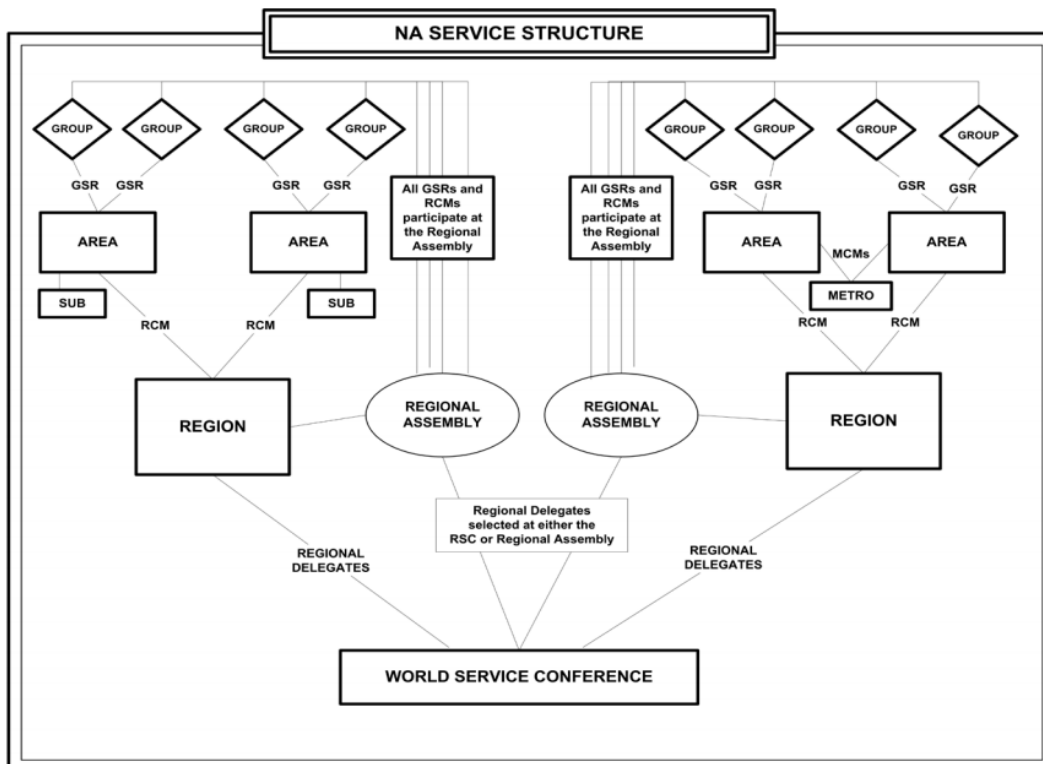 NA SERVICE STRUCTURE
GROUP
GROUP
GROUP
GROUP
GROUP
GROUP
GROUP
GROUP
GSR
GSR
GSR
GSR
GSR
GSR
GSR
GSR
All GSRs and
RCMs
participate at
the Regional
Assembly
All GSRs and
RCMs
participate at
the Regional
Assembly
AREA
AREA
AREA
AREA
MCMs
SUB
SUB
METRO
RCM
RCM
RCM
RCM
REGION
REGIONAL
ASSEMBLY
REGIONAL
ASSEMBLY
REGION
Regional Delegates
selected at either the
RSC or Regional Assembly
REGIONAL
DELEGATES
REGIONAL
DELEGATES
WORLD SERVICE CONFERENCE